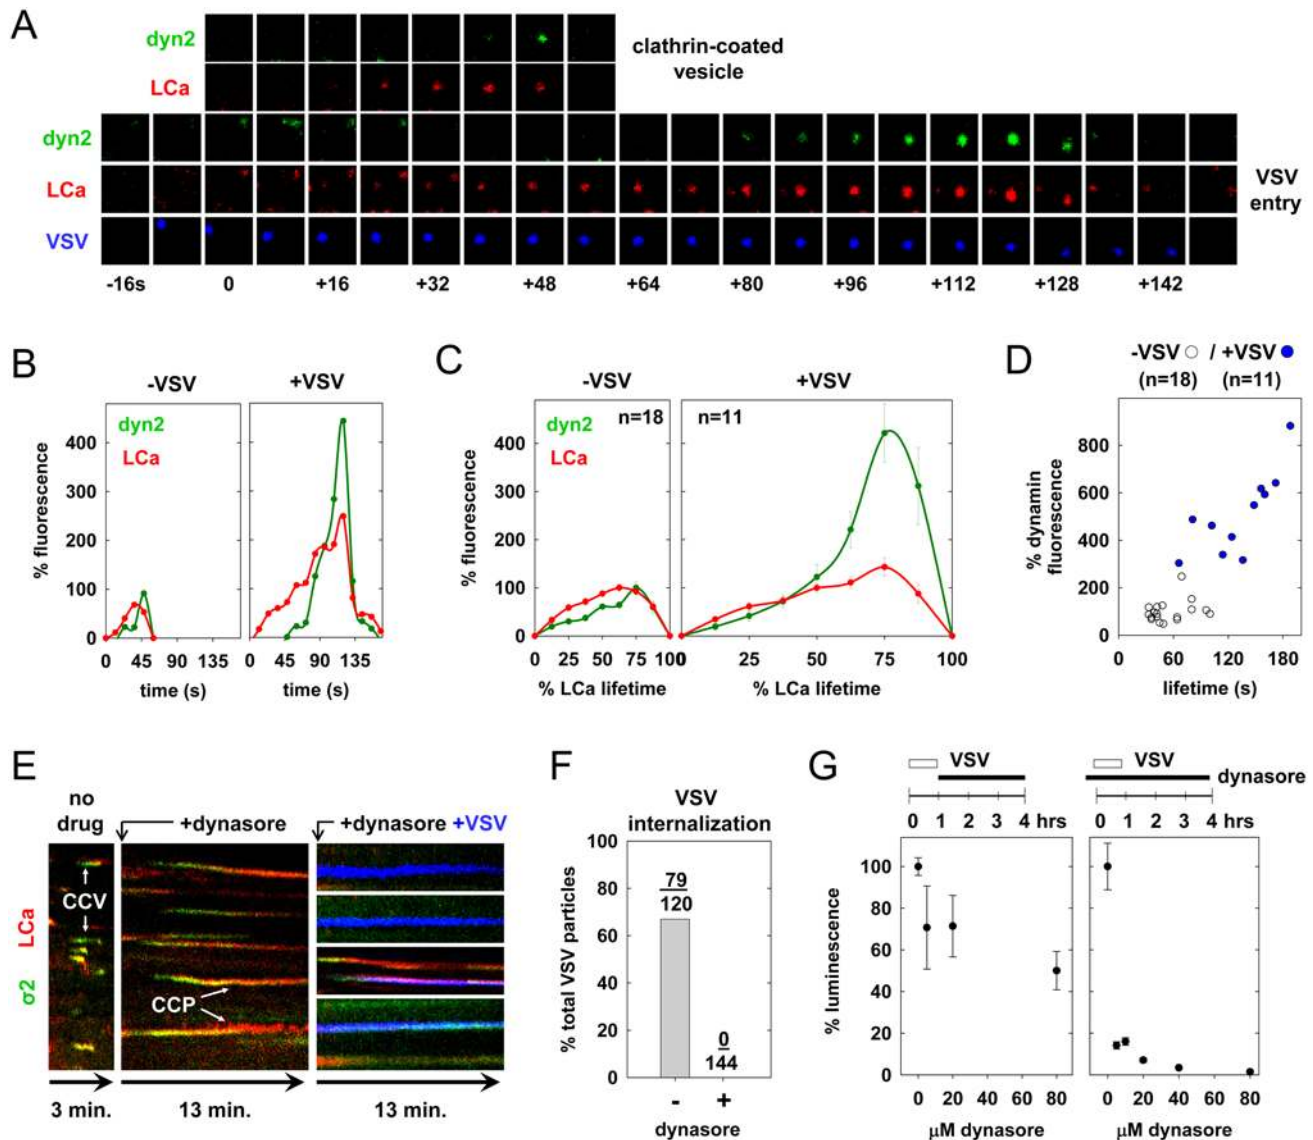 A
dyn2
LCa
clathrin-coated
vesicle
dyn2
LCa
VSV
VSV
entry
-16s 0 +16 +32 +48 +64 +80 +96 +112 +128 +142
B
-VSV +VSV
dyn2
LCa
% fluorescence
400
300
200
100
0
0 45 90 135 0 45 90 135
time (s) time (s)
C
-VSV +VSV
dyn2
LCa
n=18 n=11
% fluorescence
400
300
200
100
0
0 25 50 75 100 0 25 50 75 100
% LCa lifetime % LCa lifetime
D
-VSV / +VSV
(n=18) (n=11)
% dynamin
fluorescence
800
600
400
200
0
0 60 120 180
lifetime (s)
E
no
drug
+dynasore
+dynasore +VSV
σ2 LCa
CCV
CCP
3 min. 13 min. 13 min.
F
VSV
internalization
% total VSV particles
100
80
60
40
20
0
79
120
0
144
- +
dynasore
G
VSV VSV
dynasore
0 1 2 3 4 hrs 0 1 2 3 4 hrs
% luminescence
100
80
60
40
20
0
0 20 40 60 80 0 20 40 60 80
μM dynasore μM dynasore